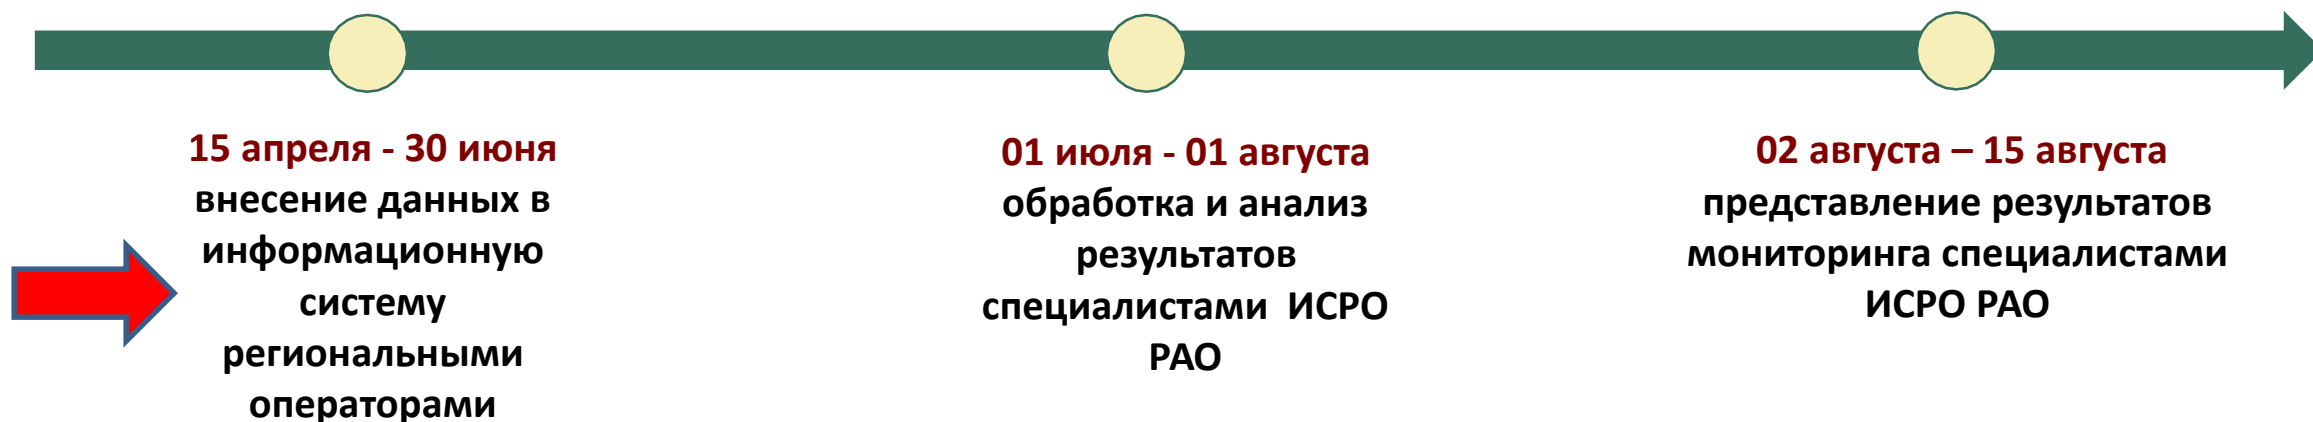 15 апреля - 30 июня
внесение данных в
информационную
систему
региональными
операторами
01 июля - 01 августа
обработка и анализ
результатов
специалистами ИСРО
РАО
02 августа – 15 августа
представление результатов
мониторинга специалистами
ИСРО РАО